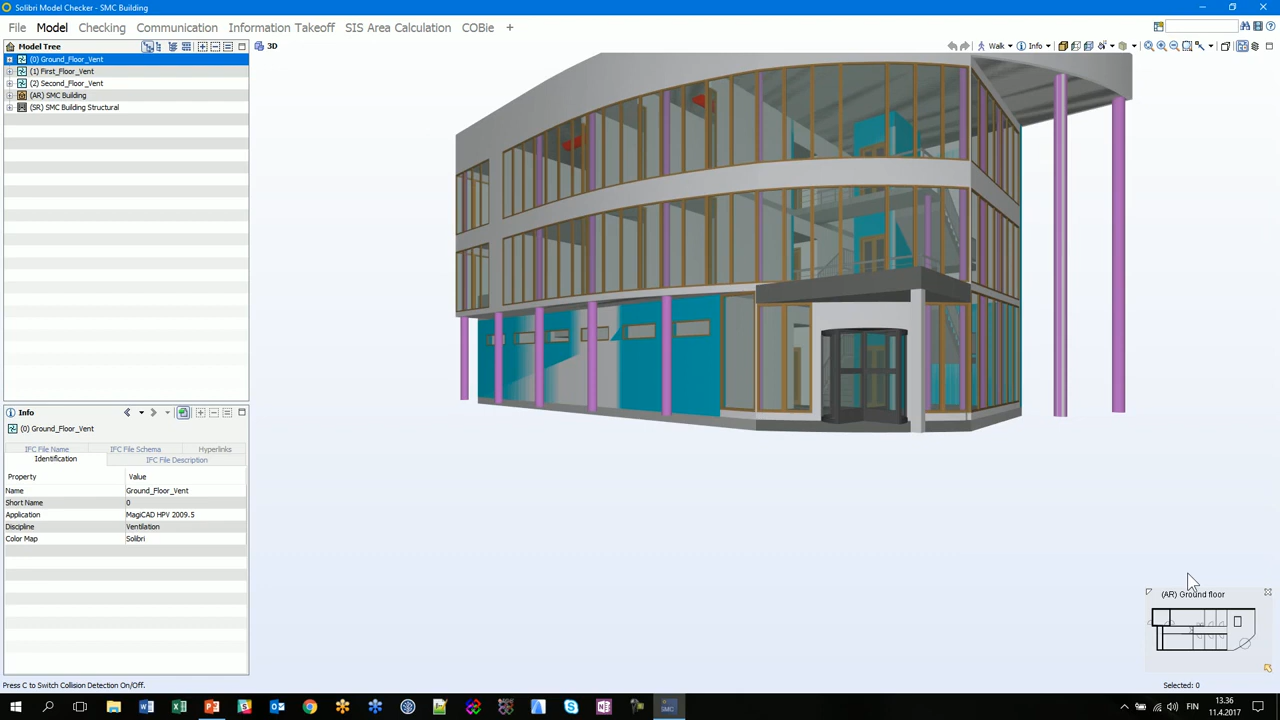 Solibri Model Checker - SMC Building
File Model Checking Communication Information Takeoff SIS Area Calculation COBie +
Model Tree
3D
Walk
Info
(0) Ground_Floor_Vent
(1) First_Floor_Vent
(2) Second_Floor_Vent
(AR) SMC Building
(SR) SMC Building Structural
Info
(0) Ground_Floor_Vent
IFC File Name IFC File Schema Hyperlinks
Identification IFC File Description
Property Value
Name Ground_Floor_Vent
Short Name 0
Application MagiCAD HPV 2009.5
Discipline Ventilation
Color Map Solibri
(AR) Ground floor
Press C to Switch Collision Detection On/Off.
Selected: 0
SMC
FIN
13.36
11.4.2017